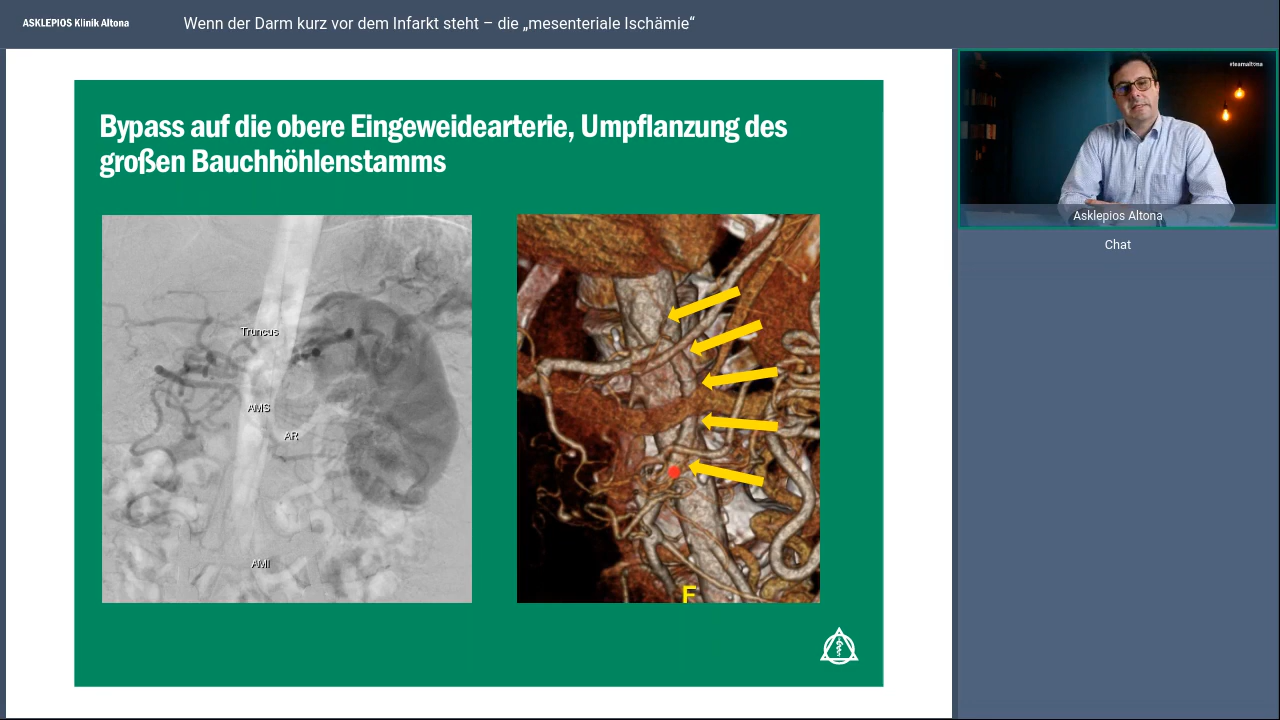 ASKLEPIOS Klinik Altona
Wenn der Darm kurz vor dem Infarkt steht – die „mesenteriale Ischämie“
Bypass auf die obere Eingeweidearterie, Umpflanzung des
großen Bauchhöhlenstamms
Truncus
AMS
AR
AMI
F
#teamaltona
Asklepios Altona
Chat